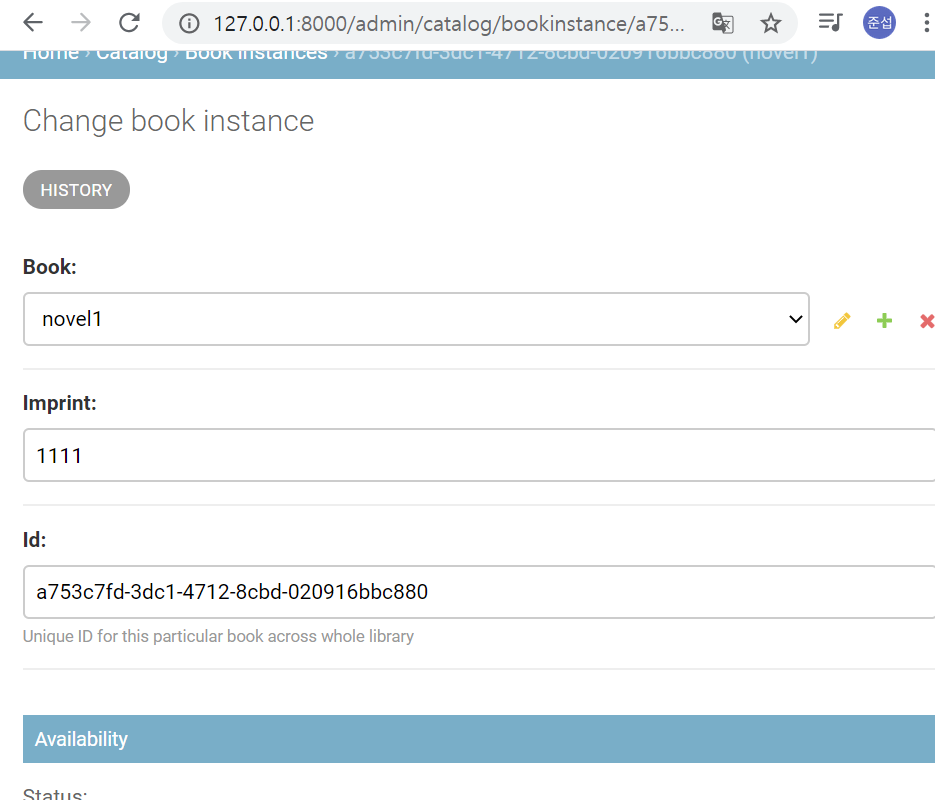 127.0.0.1:8000/admin/catalog/bookinstance/a75...
준섭
Home › Catalog › Book Instances › a753c7fd-3dc1-4712-8cbd-020916bbc880 (novel1)
Change book instance
HISTORY
Book:
novel1
Imprint:
1111
Id:
a753c7fd-3dc1-4712-8cbd-020916bbc880
Unique ID for this particular book across whole library
Availability
Status: